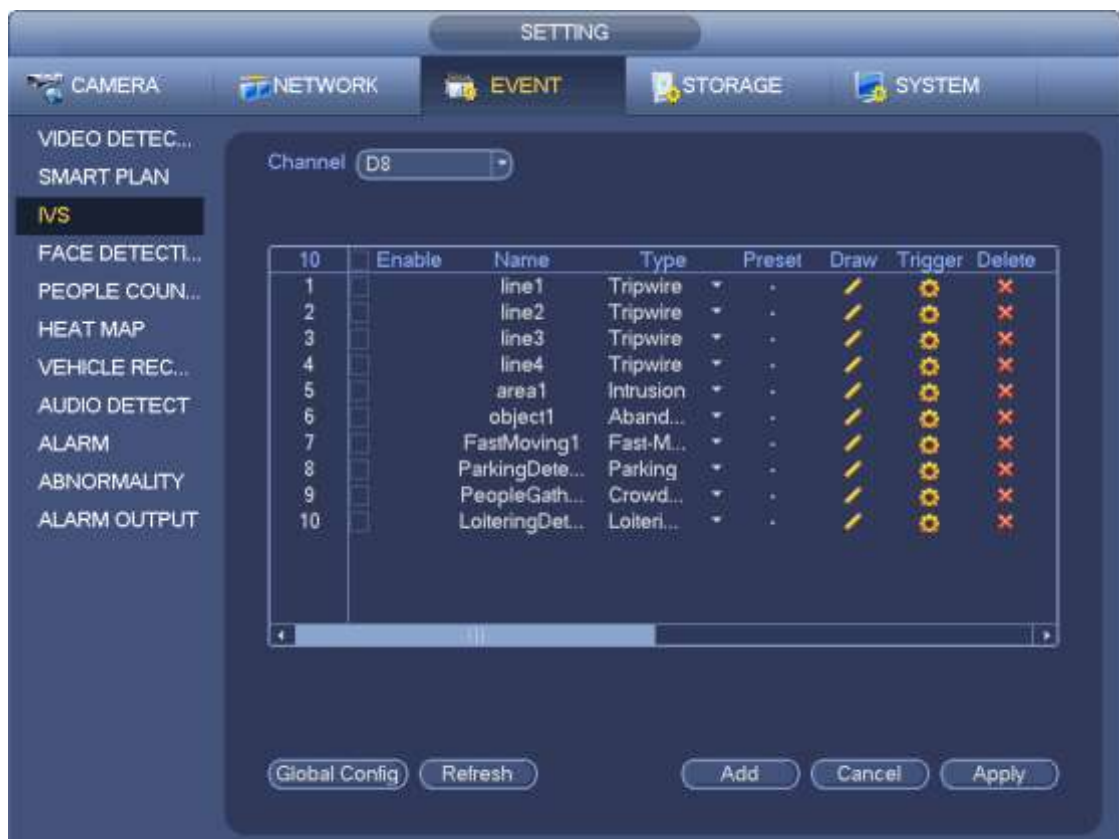 SETTING
CAMERA NETWORK EVENT STORAGE SYSTEM
VIDEO DETEC...
SMART PLAN
IVS
FACE DETECTI...
PEOPLE COUN...
HEAT MAP
VEHICLE REC...
AUDIO DETECT
ALARM
ABNORMALITY
ALARM OUTPUT
Channel D8
10 Enable Name Type Preset Draw Trigger Delete
1 line1 Tripwire
2 line2 Tripwire
3 line3 Tripwire
4 line4 Tripwire
5 area1 Intrusion
6 object1 Aband...
7 FastMoving1 Fast-M...
8 ParkingDete... Parking
9 PeopleGath... Crowd...
10 LoiteringDet... Loiteri...
Global Config Refresh Add Cancel Apply